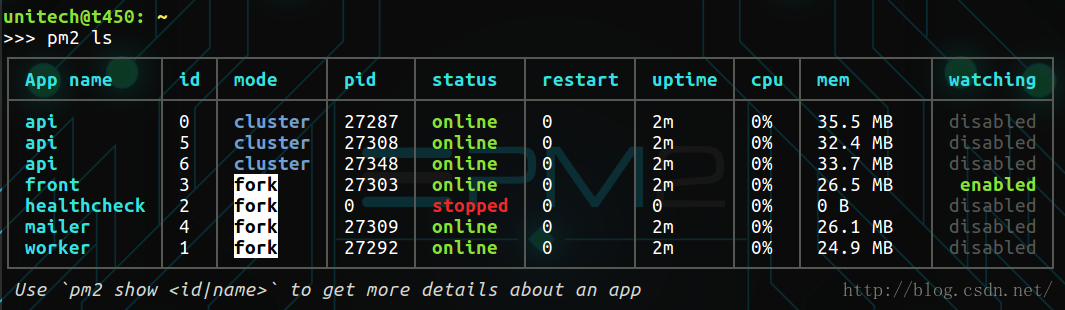 unitech@t450: ~
>>> pm2 ls
App name id mode pid status restart uptime cpu mem watching
api 0 cluster 27287 online 0 2m 0% 35.5 MB disabled
api 5 cluster 27308 online 0 2m 0% 32.4 MB disabled
api 6 cluster 27348 online 0 2m 0% 33.7 MB disabled
front 3 fork 27303 online 0 2m 0% 26.5 MB enabled
healthcheck 2 fork 0 stopped 0 0 0% 0 B disabled
mailer 4 fork 27309 online 0 2m 0% 26.1 MB disabled
worker 1 fork 27292 online 0 2m 0% 24.9 MB disabled
PM2
Use `pm2 show <id|name>` to get more details about an app
http://blog.csdn.net/